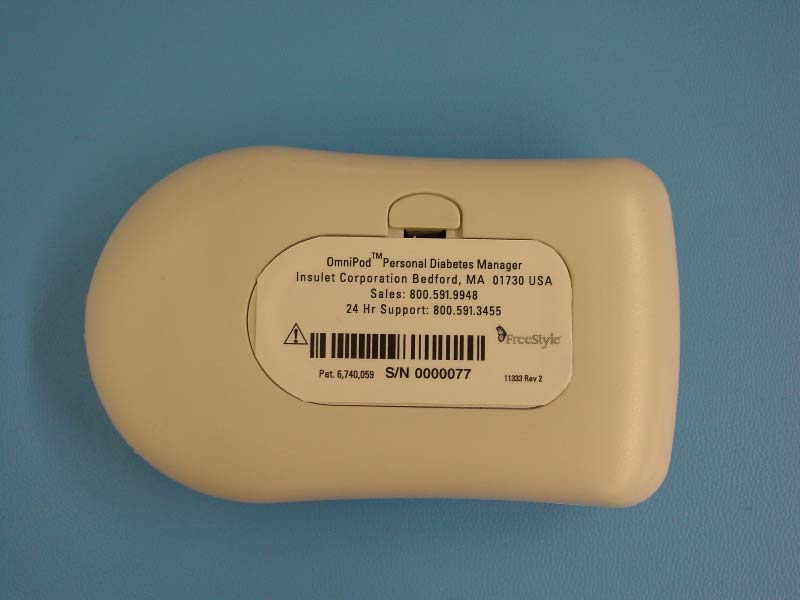 OmniPod™ Personal Diabetes Manager
Insulet Corporation Bedford, MA 01730 USA
Sales: 800.591.9948
24 Hr Support: 800.591.3455
FreeStyle
Pat. 6,740,059 S/N 0000077 11333 Rev 2